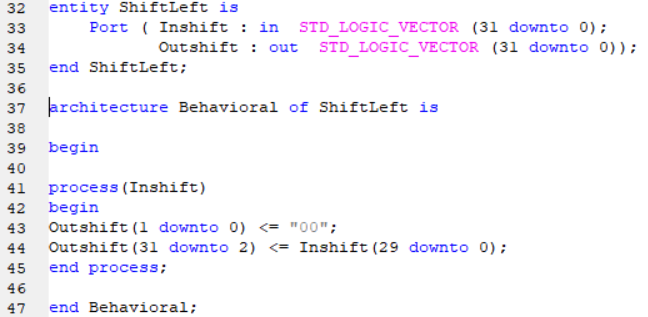 32 entity ShiftLeft is
33     Port ( Inshift : in  STD_LOGIC_VECTOR (31 downto 0);
34            Outshift : out  STD_LOGIC_VECTOR (31 downto 0));
35 end ShiftLeft;
36
37 architecture Behavioral of ShiftLeft is
38
39 begin
40
41 process(Inshift)
42 begin
43 Outshift(1 downto 0) <= "00";
44 Outshift(31 downto 2) <= Inshift(29 downto 0);
45 end process;
46
47 end Behavioral;